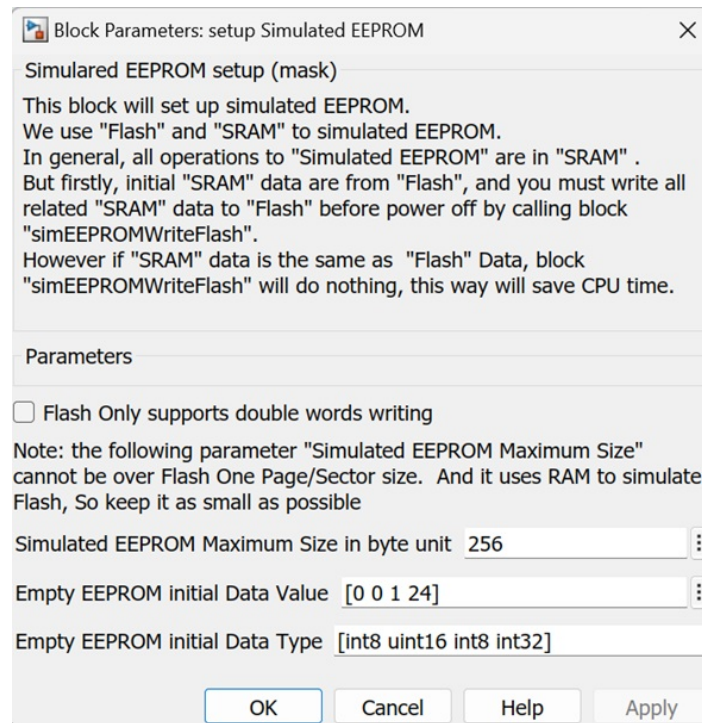 Block Parameters: setup Simulated EEPROM
Simulared EEPROM setup (mask)
This block will set up simulated EEPROM.
We use "Flash" and "SRAM" to simulated EEPROM.
In general, all operations to "Simulated EEPROM" are in "SRAM" .
But firstly, initial "SRAM" data are from "Flash", and you must write all
related "SRAM" data to "Flash" before power off by calling block
"simEEPROMWriteFlash".
However if "SRAM" data is the same as  "Flash" Data, block
"simEEPROMWriteFlash" will do nothing, this way will save CPU time.
Parameters
Flash Only supports double words writing
Note: the following parameter "Simulated EEPROM Maximum Size"
cannot be over Flash One Page/Sector size.  And it uses RAM to simulate
Flash, So keep it as small as possible
Simulated EEPROM Maximum Size in byte unit 256
Empty EEPROM initial Data Value [0 0 1 24]
Empty EEPROM initial Data Type [int8 uint16 int8 int32]
OK Cancel Help Apply